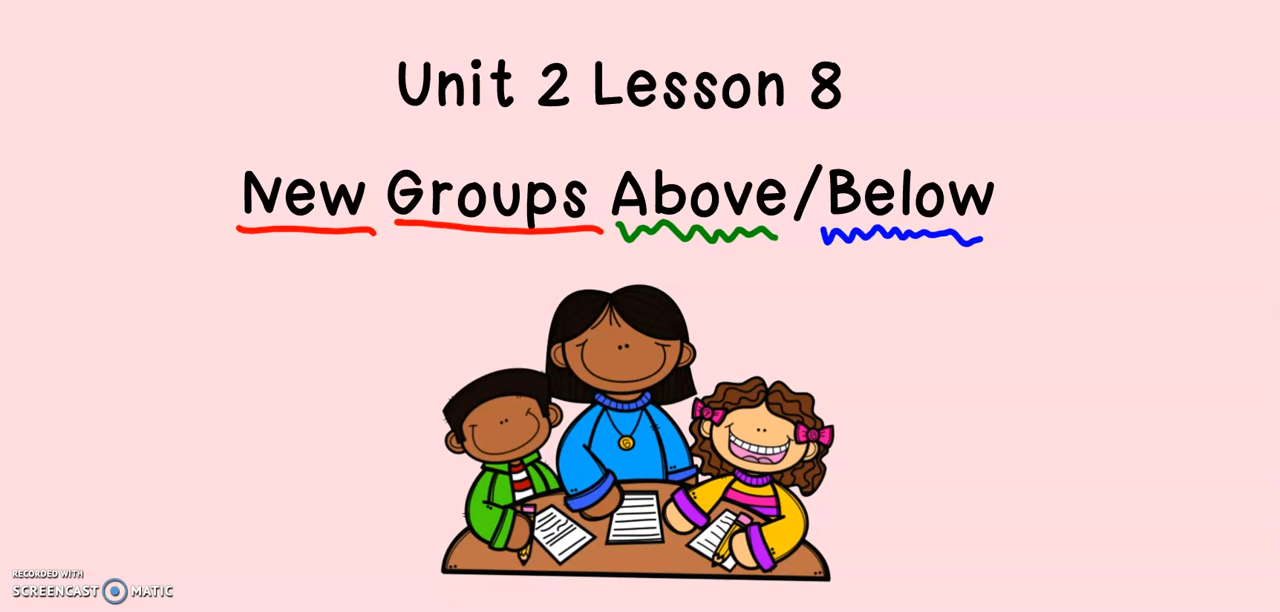 Unit 2 Lesson 8
New Groups Above/Below
RECORDED WITH
SCREENCAST MATIC